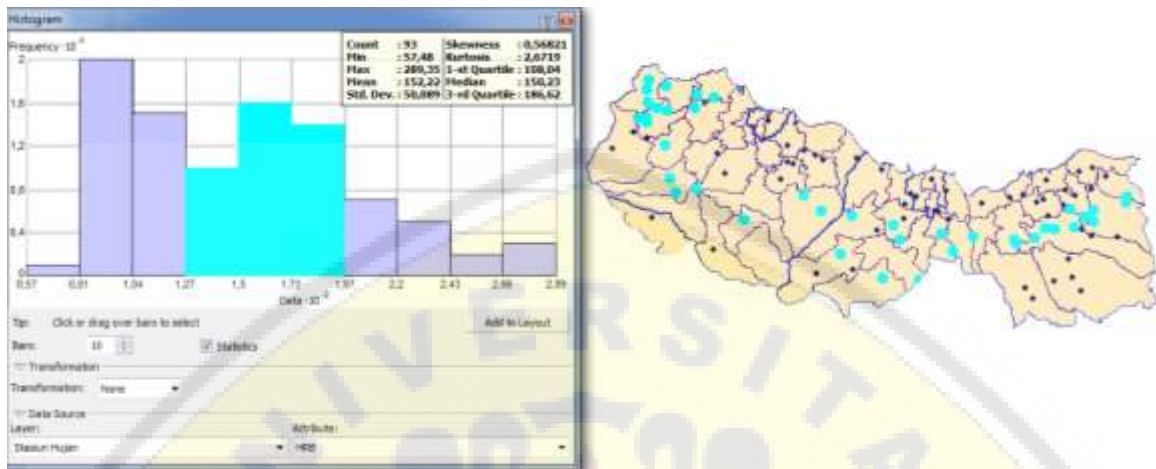 Histogram
Frequency · 10
Count : 93 Skewness : 0,56821
Min : 57,48 Kurtosis : 2,6719
Max : 289,35 1-st Quartile : 108,04
Mean : 152,22 Median : 150,23
Std. Dev. : 50,889 3-rd Quartile : 186,62
2
1,6
1,2
0,8
0,4
0
0,57 0,81 1,04 1,27 1,5 1,73 1,97 2,2 2,43 2,66 2,89
Data · 10
Tip: Click or drag over bars to select Add to Layout
Bars: 10 Statistics
Transformation
Transformation: None
Data Source
Layer: Attribute:
Stasiun Hujan HRB
VERSITA